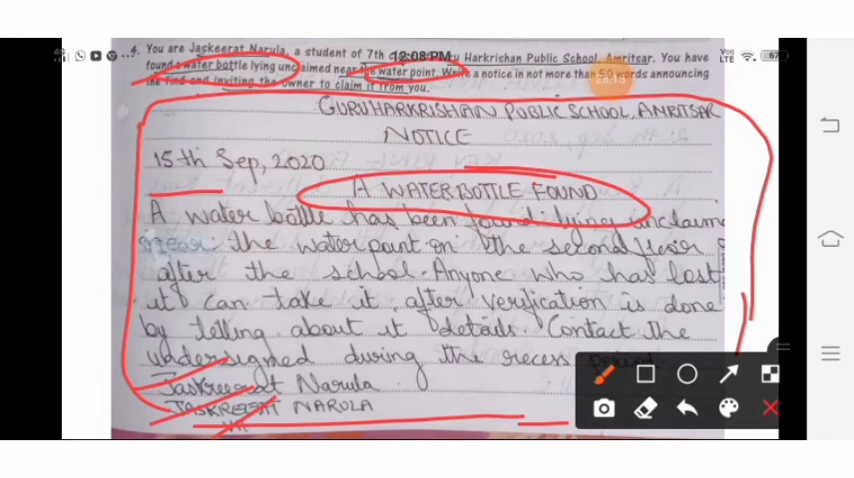 12:08 PM
4. You are Jaskeerat Narula, a student of 7th Harkrishan Public School, Amritsar. You have
found a water bottle lying unclaimed near the water point. Write a notice in not more than 50 words announcing
the find and inviting the owner to claim it from you.
GURU HARKRISHAN PUBLIC SCHOOL, AMRITSAR
NOTICE
15th Sep, 2020
A WATER BOTTLE FOUND
A water bottle has been found lying unclaim
near the water point on the second floor
after the school. Anyone who has lost
it can take it after verification is done
by telling about it details. Contact the
undersigned during the recess
Jaskeerat Narula
JASKREERAT NARULA